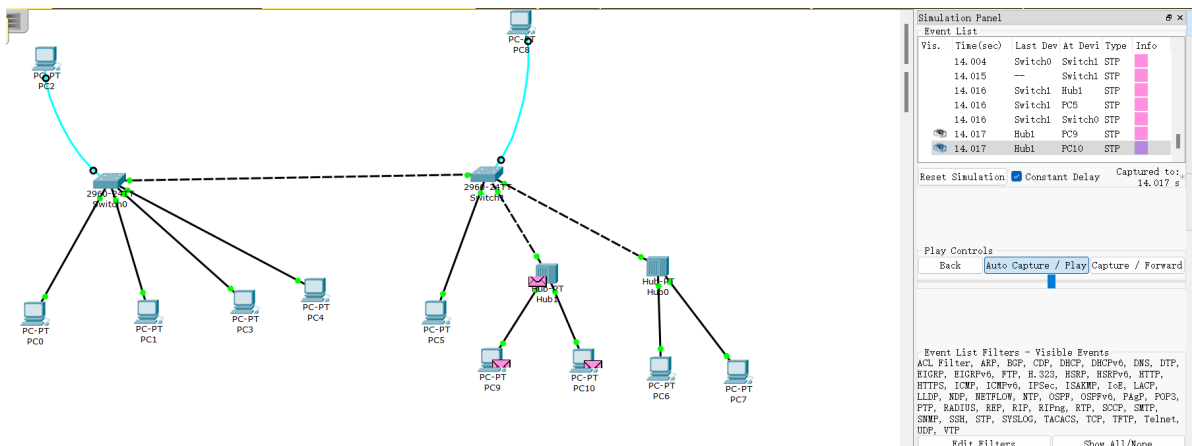 PC-PT
PC2
PC-PT
PC8
2960-24TT
Switch0
2960-24TT
Switch1
PC-PT
PC0
PC-PT
PC1
PC-PT
PC3
PC-PT
PC4
PC-PT
PC5
Hub-PT
Hub1
Hub-PT
Hub0
PC-PT
PC9
PC-PT
PC10
PC-PT
PC6
PC-PT
PC7
Simulation Panel
Event List
Vis. Time(sec) Last Dev At Devi Type Info
14.004 Switch0 Switch1 STP
14.015 -- Switch1 STP
14.016 Switch1 Hub1 STP
14.016 Switch1 PC5 STP
14.016 Switch1 Switch0 STP
14.017 Hub1 PC9 STP
14.017 Hub1 PC10 STP
Reset Simulation Constant Delay Captured to:
14.017 s
Play Controls
Back Auto Capture / Play Capture / Forward
Event List Filters - Visible Events
ACL Filter, ARP, BGP, CDP, DHCP, DHCPv6, DNS, DTP,
EIGRP, EIGRPv6, FTP, H.323, HSRP, HSRPv6, HTTP,
HTTPS, ICMP, ICMPv6, IPSec, ISAKMP, IoE, LACP,
LLDP, NDP, NETFLOW, NTP, OSPF, OSPFv6, PAgP, POP3,
PTP, RADIUS, REP, RIP, RIPng, RTP, SCCP, SMTP,
SNMP, SSH, STP, SYSLOG, TACACS, TCP, TFTP, Telnet,
UDP, VTP
Edit Filters Show All/None